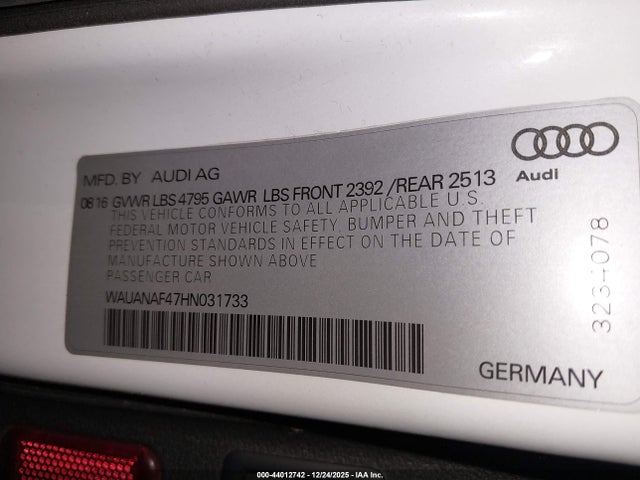 MFD. BY AUDI AG
08 16 GVWR LBS 4795 GAWR LBS FRONT 2392 /REAR 2513
THIS VEHICLE CONFORMS TO ALL APPLICABLE U.S.
FEDERAL MOTOR VEHICLE SAFETY, BUMPER AND THEFT
PREVENTION STANDARDS IN EFFECT ON THE DATE OF
MANUFACTURE SHOWN ABOVE
PASSENGER CAR
WAUANAF47HN031733
Audi
3234078
GERMANY
000-44012742 - 12/24/2025 - IAA Inc.